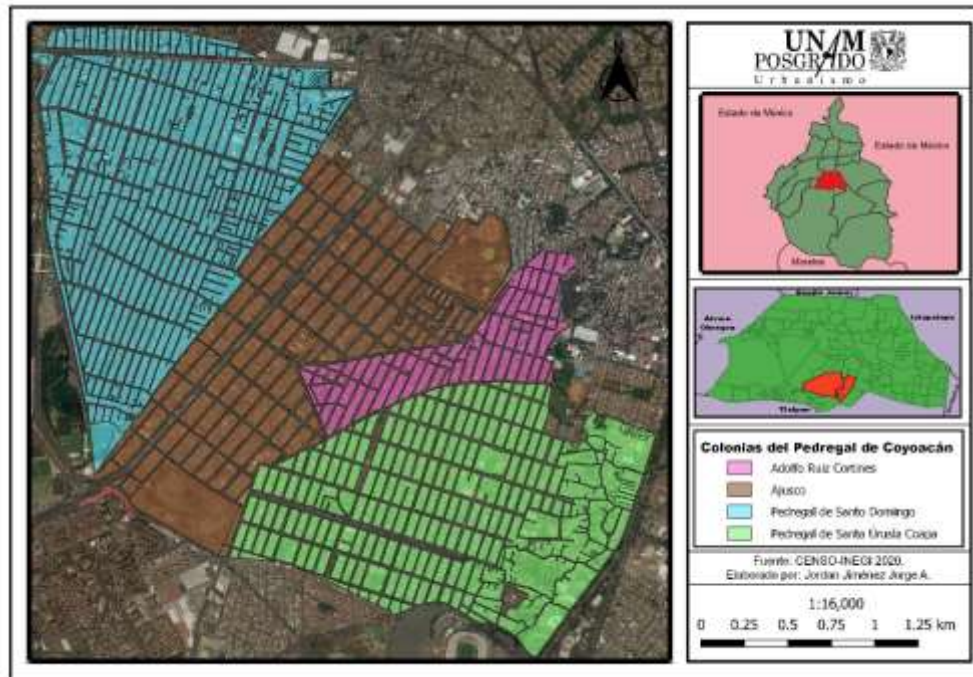 UNAM
POSGRADO
Urbanismo
Estado de México
Estado de México
Morelos
Benito Juárez
Álvaro
Obregón
Iztapalapa
Tlalpan
Colonias del Pedregal de Coyoacán
Adolfo Ruiz Cortines
Ajusco
Pedregal de Santo Domingo
Pedregal de Santa Úrsula Coapa
Fuente: CENSO-INEGI 2020.
Elaborado por: Jordan Jiménez Jorge A.
1:16,000
0 0.25 0.5 0.75 1 1.25 km